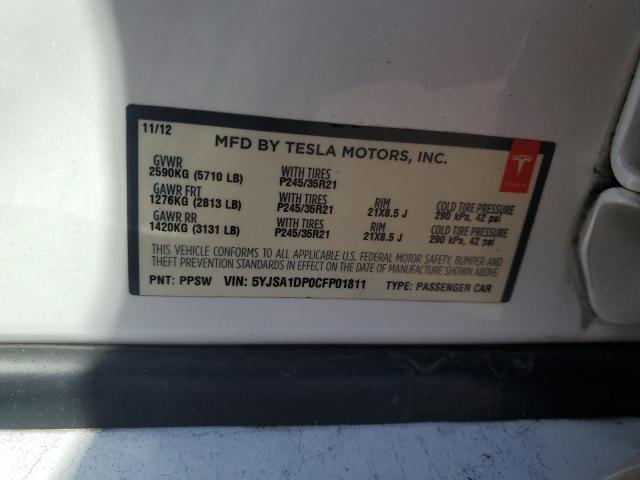 11/12
MFD BY TESLA MOTORS, INC.
TESLA
GVWR WITH TIRES
2590KG (5710 LB) P245/35R21
GAWR FRT WITH TIRES RIM COLD TIRE PRESSURE
1276KG (2813 LB) P245/35R21 21X8.5 J 290 kPa, 42 psi
GAWR RR WITH TIRES RIM COLD TIRE PRESSURE
1420KG (3131 LB) P245/35R21 21X8.5 J 290 kPa, 42 psi
THIS VEHICLE CONFORMS TO ALL APPLICABLE U.S. FEDERAL MOTOR SAFETY, BUMPER AND
THEFT PREVENTION STANDARDS IN EFFECT ON THE DATE OF MANUFACTURE SHOWN ABOVE.
PNT: PPSW VIN: 5YJSA1DP0CFP01811 TYPE: PASSENGER CAR